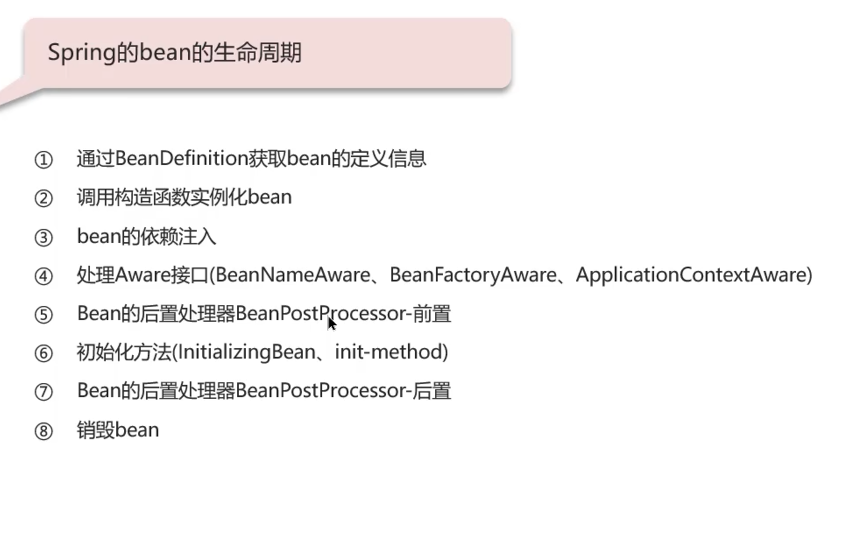 Spring的bean的生命周期
① 通过BeanDefinition获取bean的定义信息
② 调用构造函数实例化bean
③ bean的依赖注入
④ 处理Aware接口(BeanNameAware、BeanFactoryAware、ApplicationContextAware)
⑤ Bean的后置处理器BeanPostProcessor-前置
⑥ 初始化方法(InitializingBean、init-method)
⑦ Bean的后置处理器BeanPostProcessor-后置
⑧ 销毁bean